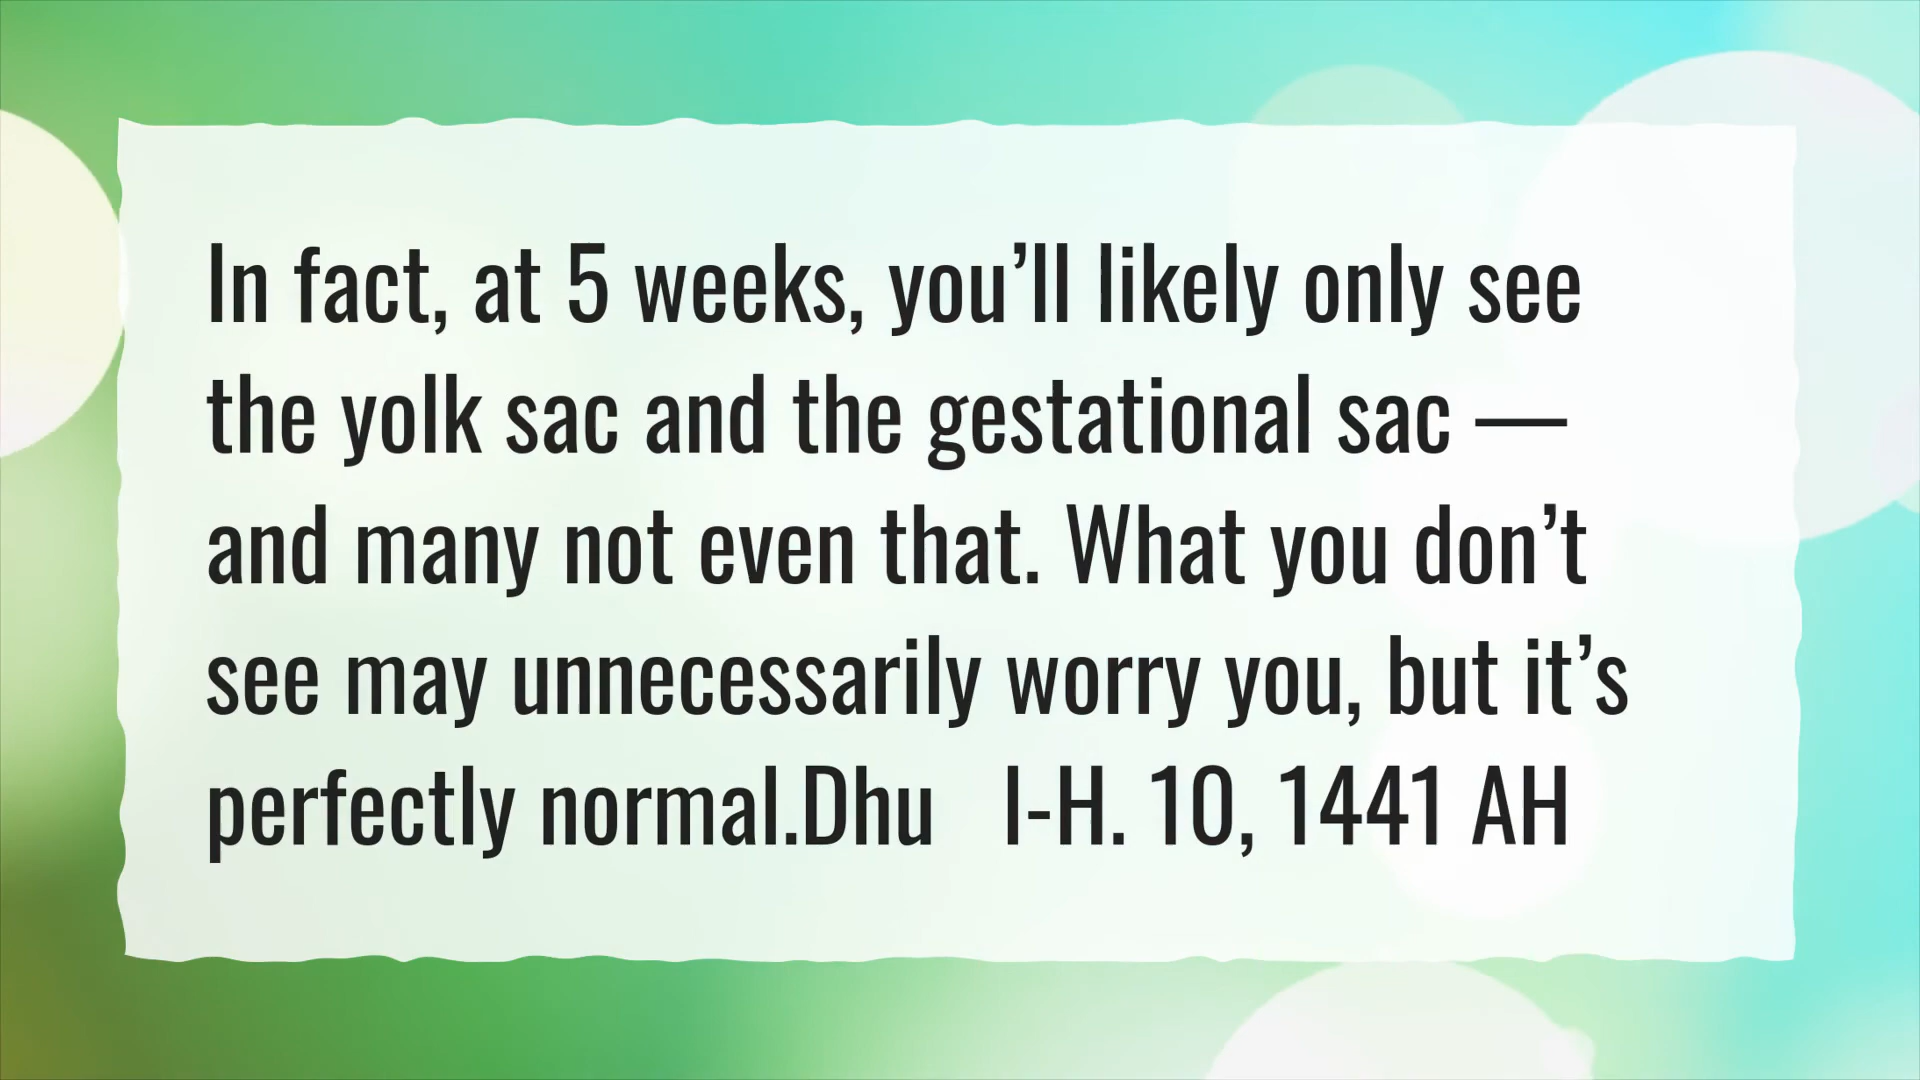 In fact, at 5 weeks, you’ll likely only see
the yolk sac and the gestational sac —
and many not even that. What you don’t
see may unnecessarily worry you, but it’s
perfectly normal.Dhu   I-H. 10, 1441 AH